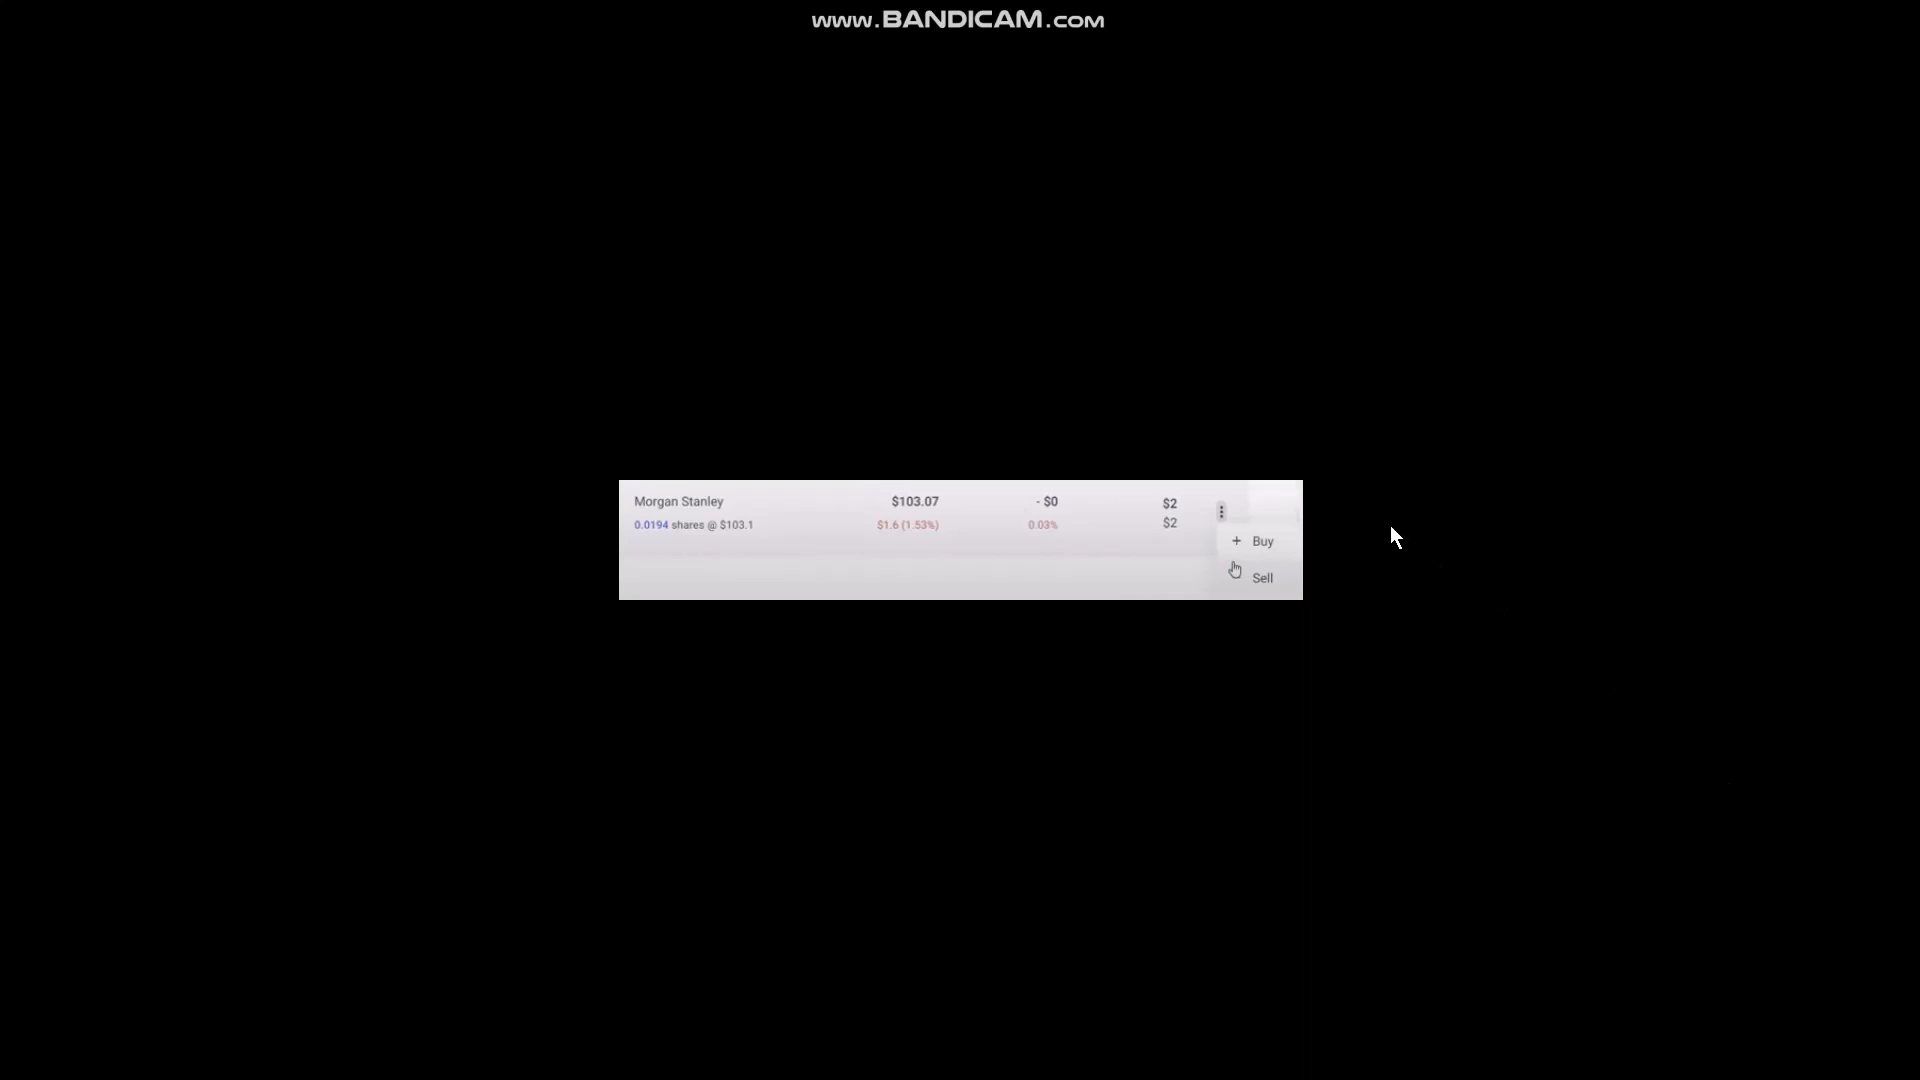 www.BANDICAM.COM
Morgan Stanley $103.07 - $0 $2
0.0194 shares @ $103.1 $1.6 (1.53%) 0.03% $2
+ Buy
Sell